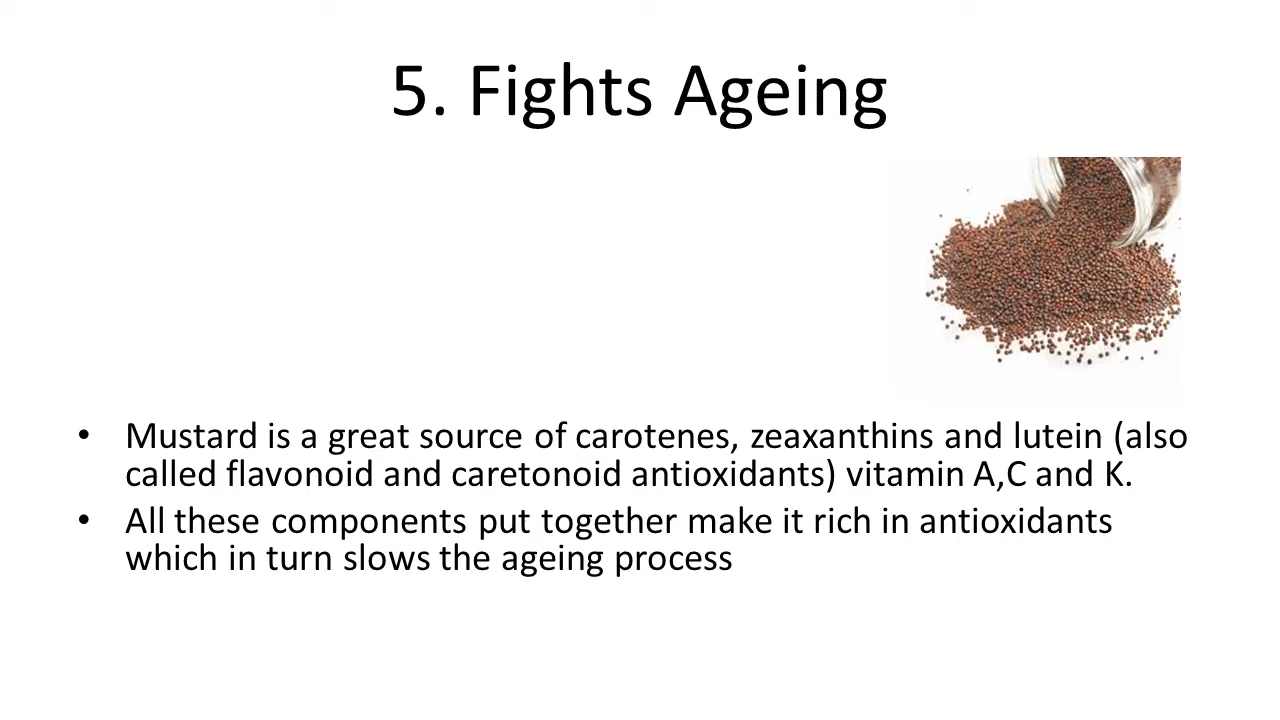 5. Fights Ageing
• Mustard is a great source of carotenes, zeaxanthins and lutein (also
called flavonoid and caretonoid antioxidants) vitamin A,C and K.
• All these components put together make it rich in antioxidants
which in turn slows the ageing process